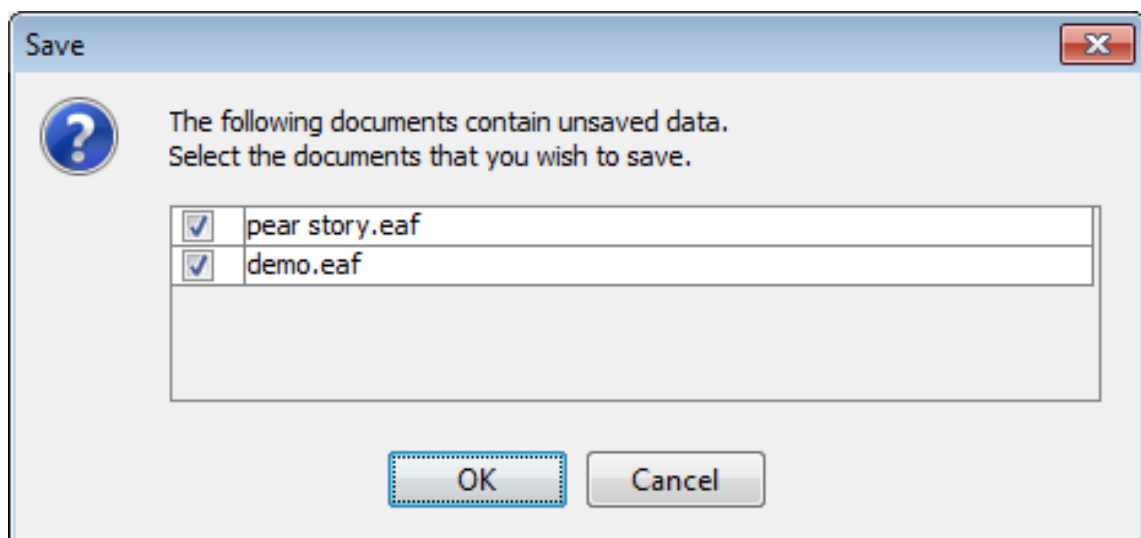 Save
The following documents contain unsaved data.
Select the documents that you wish to save.
pear story.eaf
demo.eaf
OK
Cancel